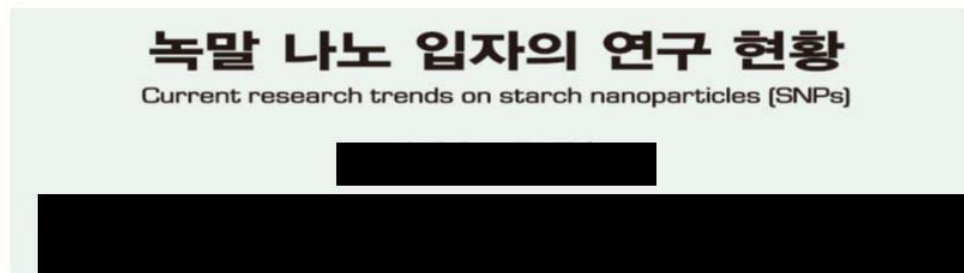 녹말 나노 입자의 연구 현황
Current research trends on starch nanoparticles (SNPs)